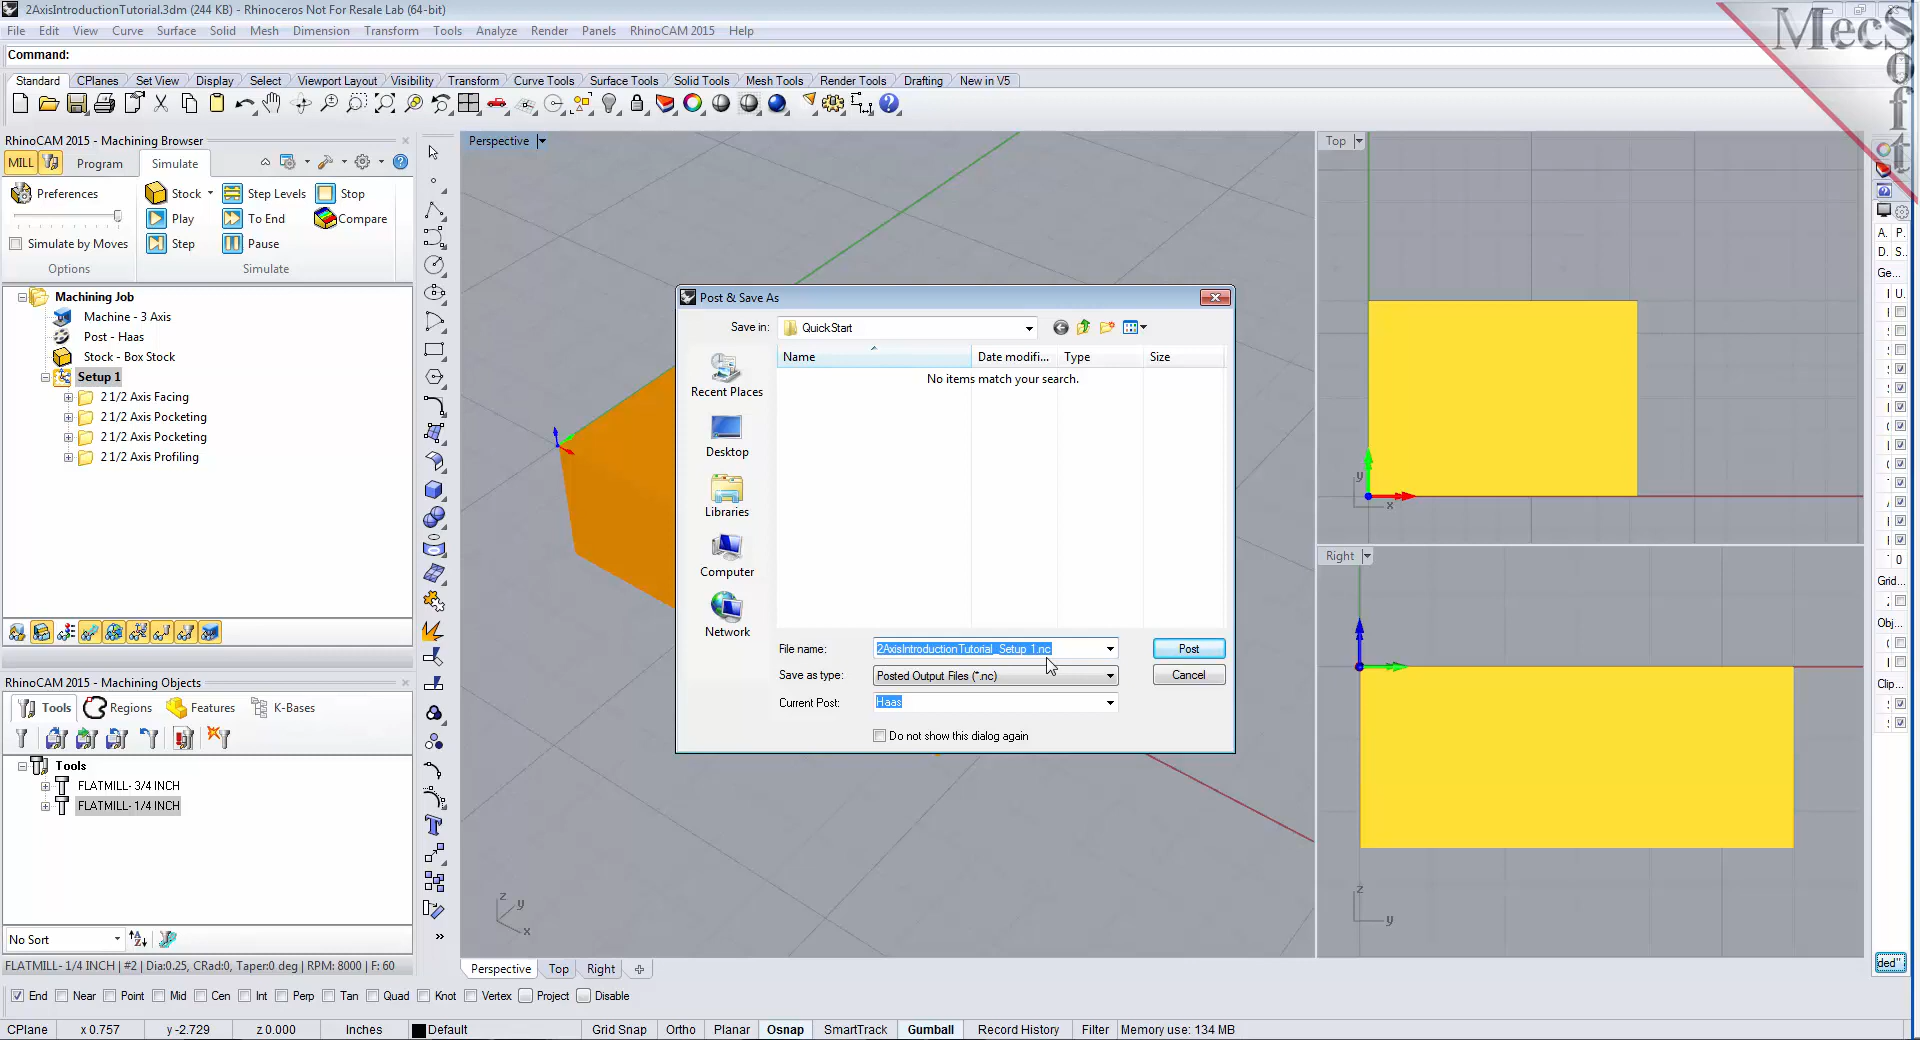 2AxisIntroductionTutorial.3dm (244 KB) - Rhinoceros Not For Resale Lab (64-bit)
File Edit View Curve Surface Solid Mesh Dimension Transform Tools Analyze Render Panels RhinoCAM 2015 Help
MecSoft
Command:
Standard CPlanes Set View Display Select Viewport Layout Visibility Transform Curve Tools Surface Tools Solid Tools Mesh Tools Render Tools Drafting New in V5
RhinoCAM 2015 - Machining Browser
MILL Program Simulate
Preferences
Stock
Step Levels
Stop
Play
To End
Compare
Simulate by Moves
Step
Pause
Options
Simulate
Machining Job
Machine - 3 Axis
Post - Haas
Stock - Box Stock
Setup 1
2 1/2 Axis Facing
2 1/2 Axis Pocketing
2 1/2 Axis Pocketing
2 1/2 Axis Profiling
RhinoCAM 2015 - Machining Objects
Tools Regions Features K-Bases
Tools
FLATMILL- 3/4 INCH
FLATMILL- 1/4 INCH
No Sort
FLATMILL- 1/4 INCH | #2 | Dia:0.25, CRad:0, Taper:0 deg | RPM: 8000 | F: 60
Perspective
z
y
x
Post & Save As
Save in:
QuickStart
Name
Date modifi...
Type
Size
No items match your search.
Recent Places
Desktop
Libraries
Computer
Network
File name:
2AxisIntroductionTutorial_Setup 1.nc
Post
Save as type:
Posted Output Files (*.nc)
Cancel
Current Post:
Haas
Do not show this dialog again
Top
y
x
Right
z
y
A.. P..
D.. S..
Ge...
U.
0
Grid...
Obj...
Clip...
ded"
Perspective Top Right
End Near Point Mid Cen Int Perp Tan Quad Knot Vertex Project Disable
CPlane x 0.757 y -2.729 z 0.000 Inches Default Grid Snap Ortho Planar Osnap SmartTrack Gumball Record History Filter Memory use: 134 MB